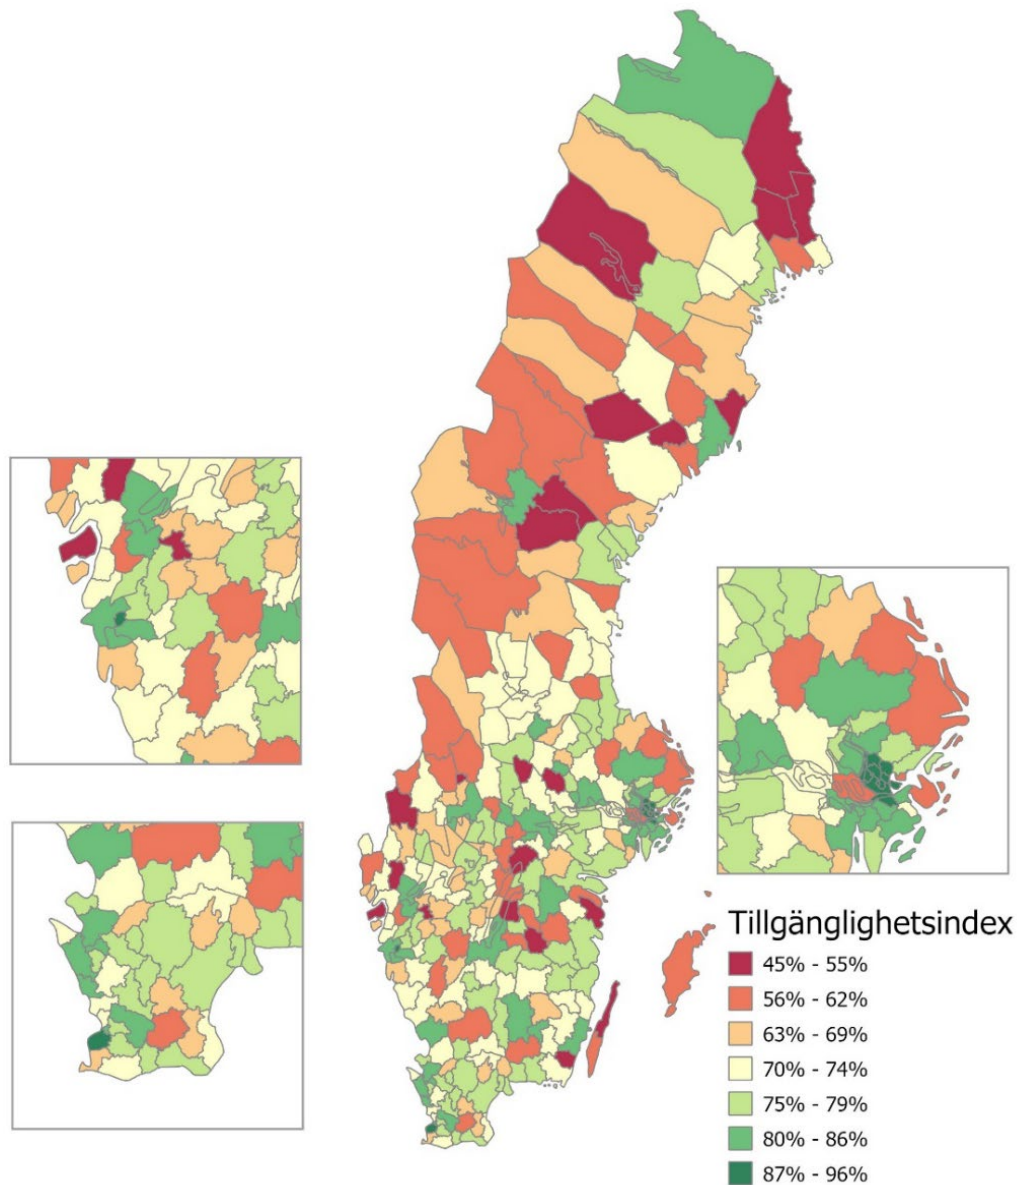 Tillgänglighetsindex
45% - 55%
56% - 62%
63% - 69%
70% - 74%
75% - 79%
80% - 86%
87% - 96%